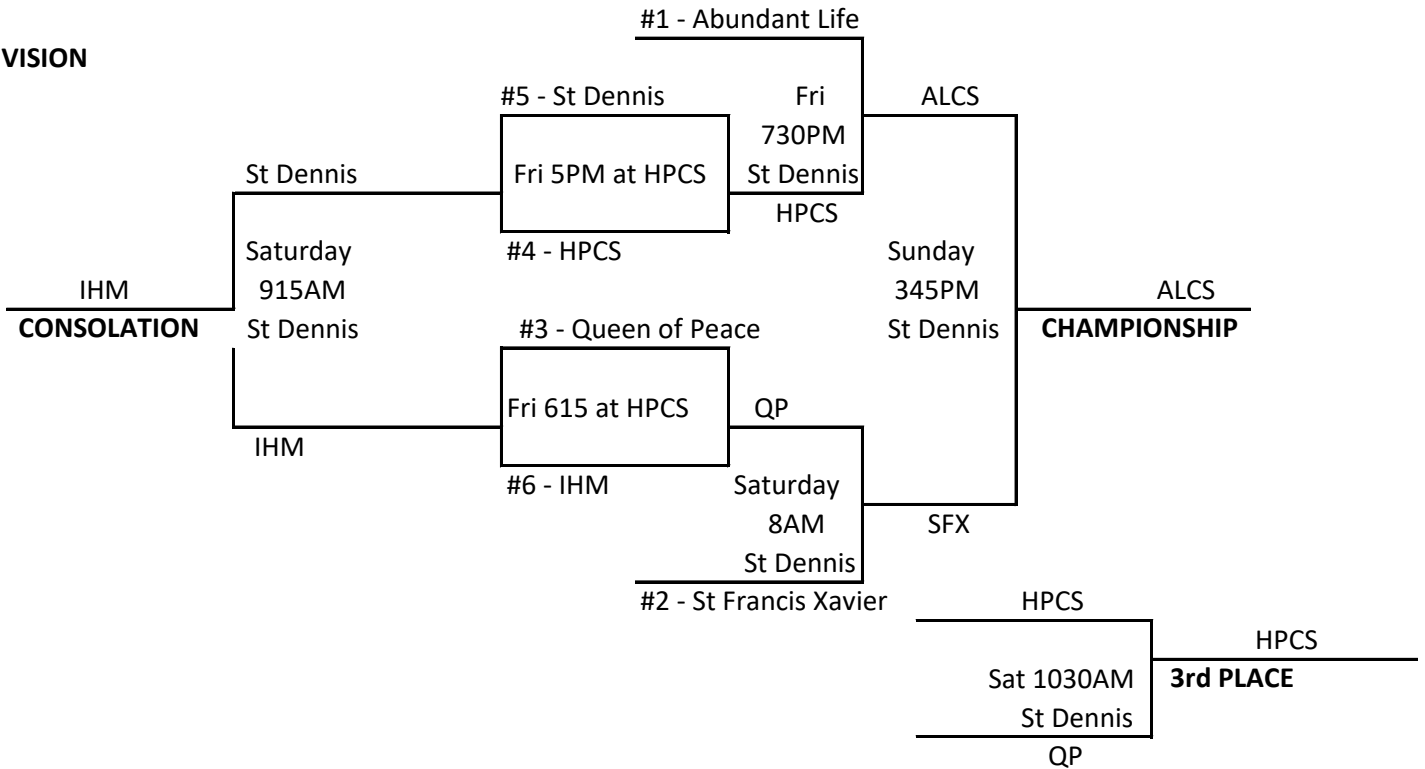 #1 - Abundant Life
VISION
#5 - St Dennis
Fri
ALCS
730PM
St Dennis
Fri 5PM at HPCS
St Dennis
HPCS
Saturday
#4 - HPCS
Sunday
IHM
915AM
345PM
ALCS
CONSOLATION
St Dennis
#3 - Queen of Peace
St Dennis
CHAMPIONSHIP
Fri 615 at HPCS
QP
IHM
#6 - IHM
Saturday
8AM
SFX
St Dennis
#2 - St Francis Xavier
HPCS
HPCS
Sat 1030AM
3rd PLACE
St Dennis
QP